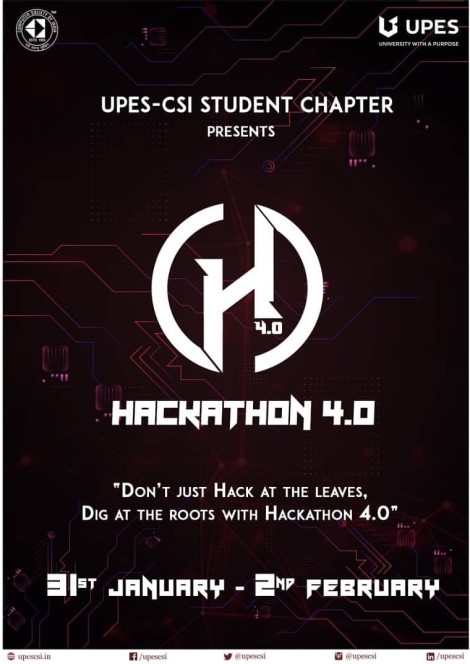 UPES
UNIVERSITY WITH A PURPOSE
UPES-CSI STUDENT CHAPTER
PRESENTS
4.0
HACKATHON 4.0
"DON'T JUST HACK AT THE LEAVES,
DIG AT THE ROOTS WITH HACKATHON 4.0"
31ST JANUARY - 2ND FEBRUARY
upescsi.in /upescsi @upescsi @upescsi /upescsi